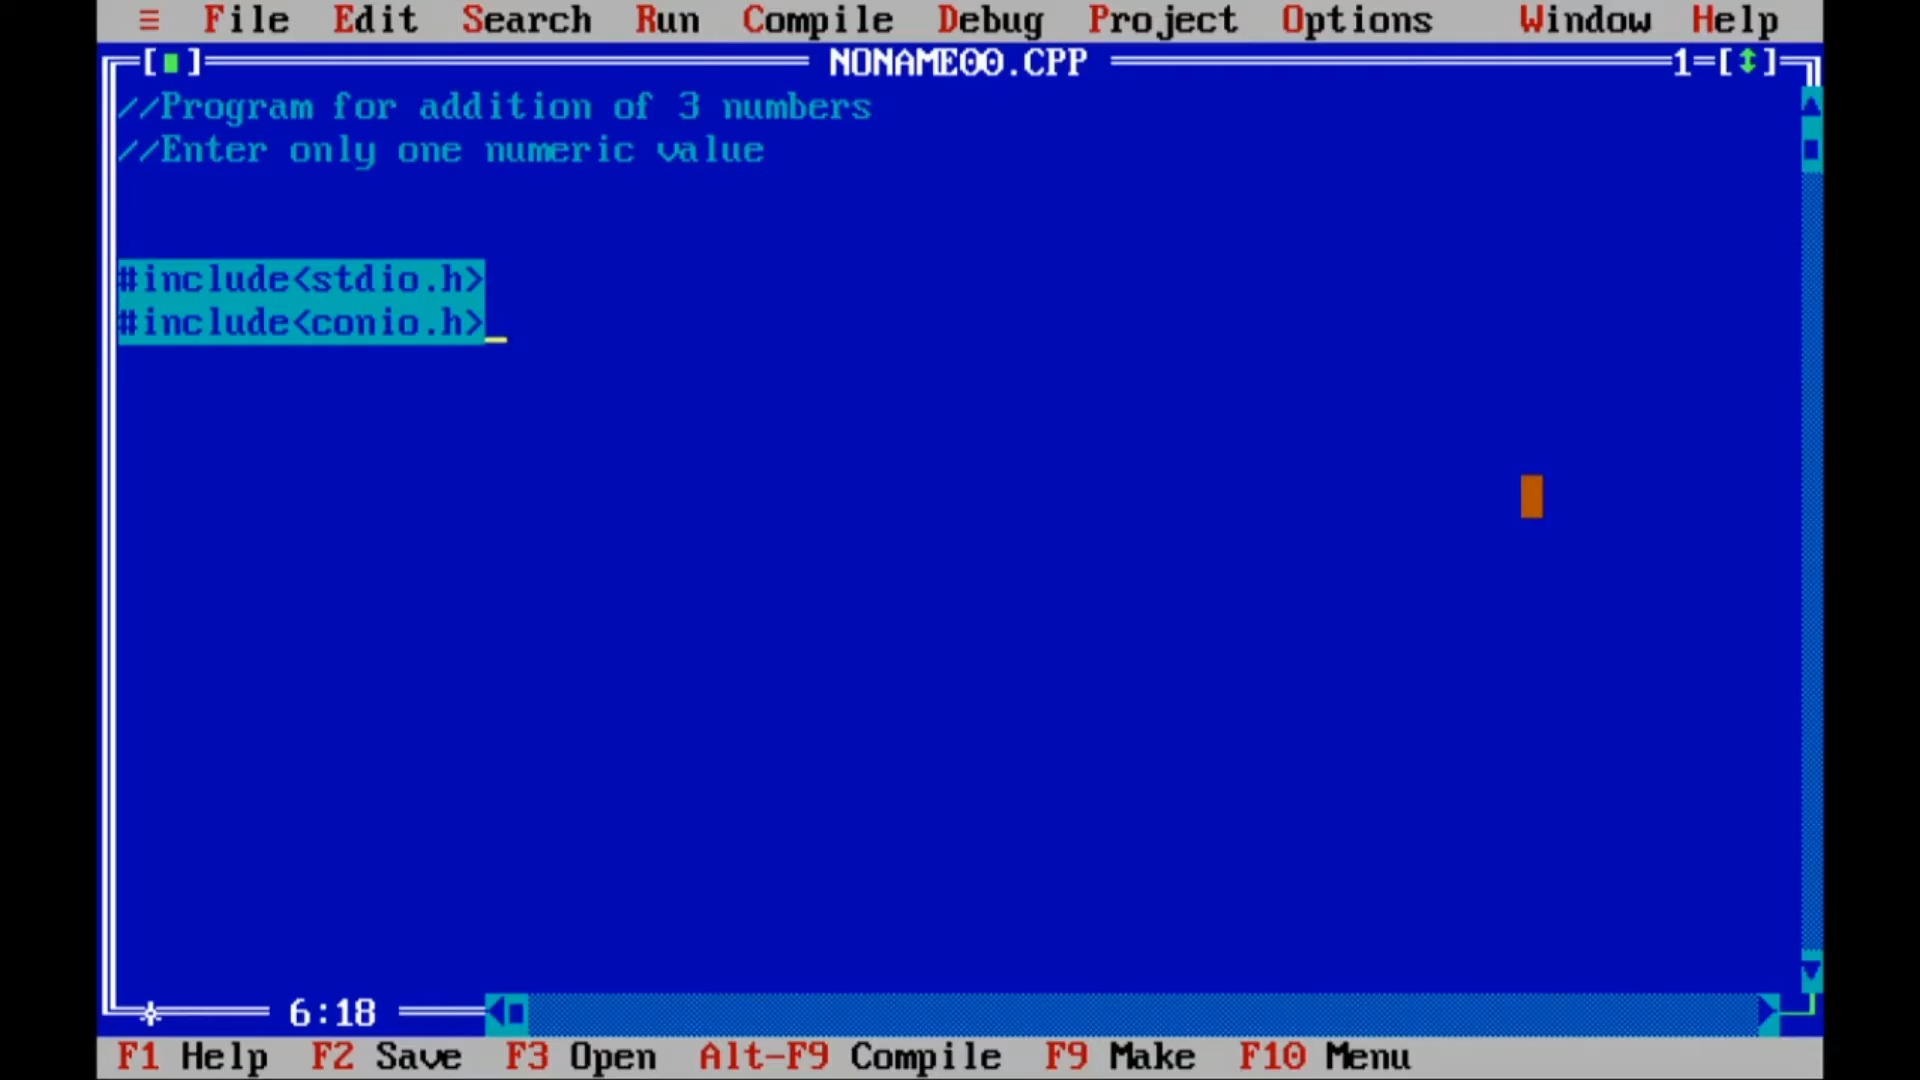 ≡ File Edit Search Run Compile Debug Project Options Window Help
[■] NONAME00.CPP 1=[↕]
//Program for addition of 3 numbers
//Enter only one numeric value
#include<stdio.h>
#include<conio.h>_
6:18
F1 Help F2 Save F3 Open Alt-F9 Compile F9 Make F10 Menu